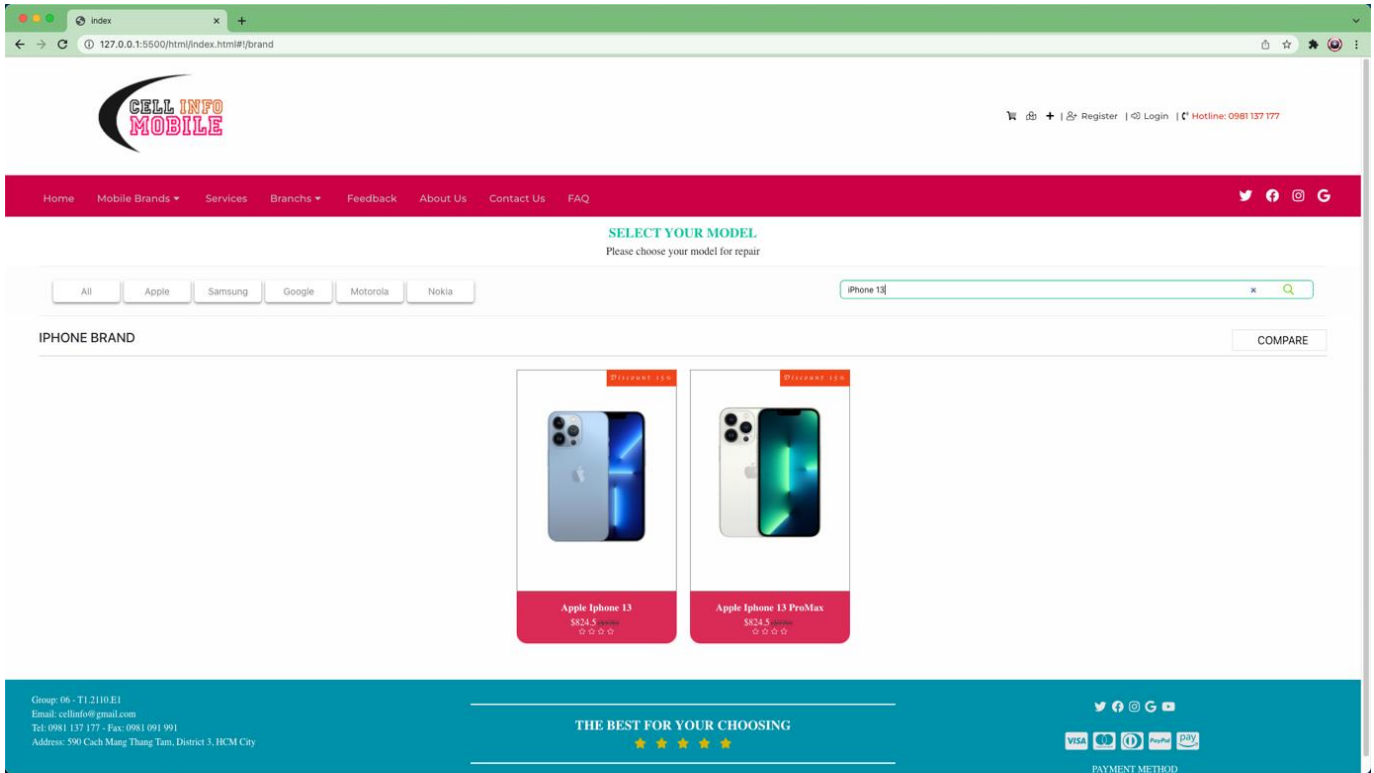 index
127.0.0.1:5500/html/index.html#!/brand
CELL INFO
MOBILE
| Register | Login | Hotline: 0981 137 177
Home Mobile Brands Services Branchs Feedback About Us Contact Us FAQ
SELECT YOUR MODEL
Please choose your model for repair
All Apple Samsung Google Motorola Nokia
iPhone 13
IPHONE BRAND
COMPARE
Discount 15%
Discount 15%
Apple Iphone 13
$824.5
Apple Iphone 13 ProMax
$824.5
Group: 06 - T1.2110.E1
Email: cellinfo@gmail.com
Tel: 0981 137 177 - Fax: 0981 091 991
Address: 590 Cach Mang Thang Tam, District 3, HCM City
THE BEST FOR YOUR CHOOSING
VISA PayPal pay
PAYMENT METHOD